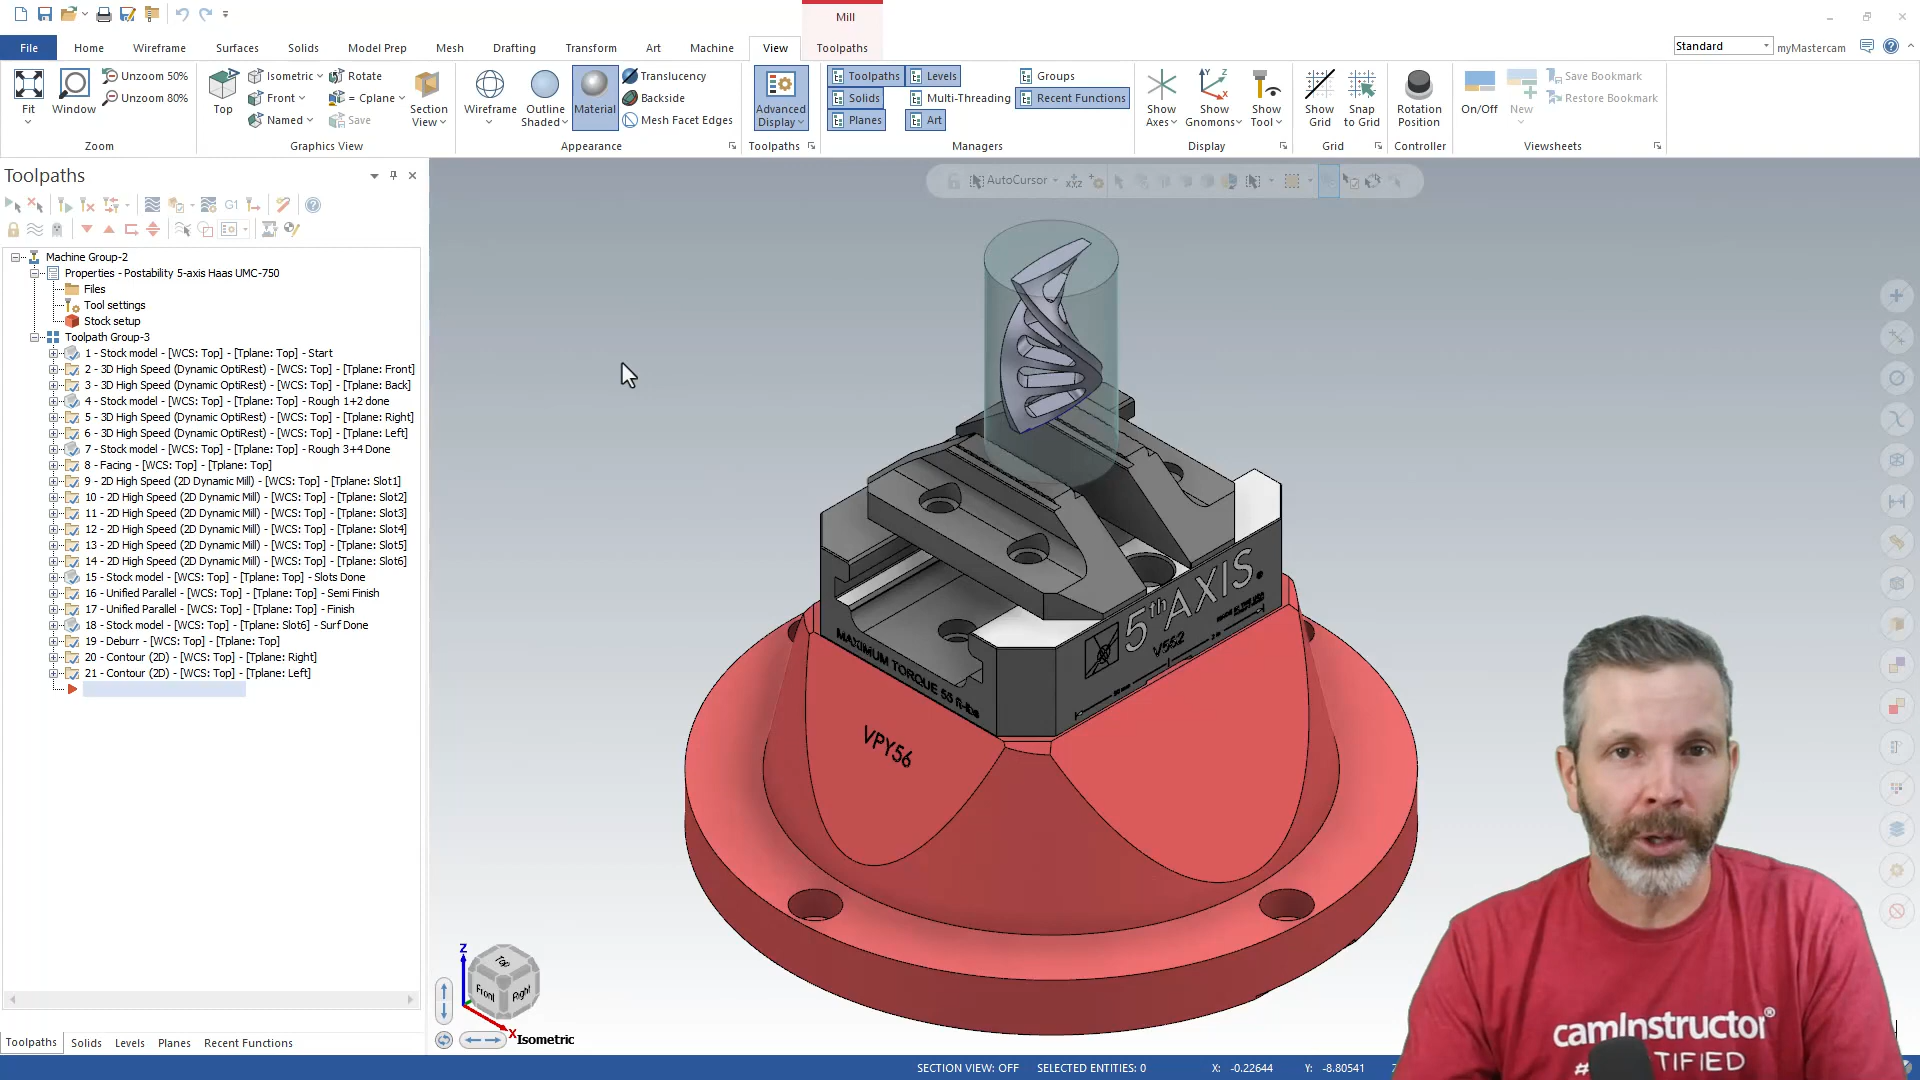 Mill
File Home Wireframe Surfaces Solids Model Prep Mesh Drafting Transform Art Machine View Toolpaths
Standard myMastercam
Fit Window Unzoom 50% Unzoom 80%
Zoom
Top Isometric Front Named Rotate = Cplane Save Section View
Graphics View
Wireframe Outline Shaded Material Translucency Backside Mesh Facet Edges
Appearance
Advanced Display
Toolpaths
Toolpaths Solids Planes Levels Multi-Threading Art Groups Recent Functions
Managers
Show Axes Show Gnomons Show Tool
Display
Show Grid Snap to Grid
Grid
Rotation Position
Controller
On/Off New Save Bookmark Restore Bookmark
Viewsheets
Toolpaths
AutoCursor
G1
Machine Group-2
Properties - Postability 5-axis Haas UMC-750
Files
Tool settings
Stock setup
Toolpath Group-3
1 - Stock model - [WCS: Top] - [Tplane: Top] - Start
2 - 3D High Speed (Dynamic OptiRest) - [WCS: Top] - [Tplane: Front]
3 - 3D High Speed (Dynamic OptiRest) - [WCS: Top] - [Tplane: Back]
4 - Stock model - [WCS: Top] - [Tplane: Top] - Rough 1+2 done
5 - 3D High Speed (Dynamic OptiRest) - [WCS: Top] - [Tplane: Right]
6 - 3D High Speed (Dynamic OptiRest) - [WCS: Top] - [Tplane: Left]
7 - Stock model - [WCS: Top] - [Tplane: Top] - Rough 3+4 Done
8 - Facing - [WCS: Top] - [Tplane: Top]
9 - 2D High Speed (2D Dynamic Mill) - [WCS: Top] - [Tplane: Slot1]
10 - 2D High Speed (2D Dynamic Mill) - [WCS: Top] - [Tplane: Slot2]
11 - 2D High Speed (2D Dynamic Mill) - [WCS: Top] - [Tplane: Slot3]
12 - 2D High Speed (2D Dynamic Mill) - [WCS: Top] - [Tplane: Slot4]
13 - 2D High Speed (2D Dynamic Mill) - [WCS: Top] - [Tplane: Slot5]
14 - 2D High Speed (2D Dynamic Mill) - [WCS: Top] - [Tplane: Slot6]
15 - Stock model - [WCS: Top] - [Tplane: Top] - Slots Done
16 - Unified Parallel - [WCS: Top] - [Tplane: Top] - Semi Finish
17 - Unified Parallel - [WCS: Top] - [Tplane: Top] - Finish
18 - Stock model - [WCS: Top] - [Tplane: Slot6] - Surf Done
19 - Deburr - [WCS: Top] - [Tplane: Top]
20 - Contour (2D) - [WCS: Top] - [Tplane: Right]
21 - Contour (2D) - [WCS: Top] - [Tplane: Left]
5th AXIS.
V562
MAXIMUM TORQUE 55 ft-lbs
VPY56
Z
Top
Front Right
X
Isometric
camInstructor®
TIFIED
Toolpaths Solids Levels Planes Recent Functions
SECTION VIEW: OFF SELECTED ENTITIES: 0 X: -0.22644 Y: -8.80541